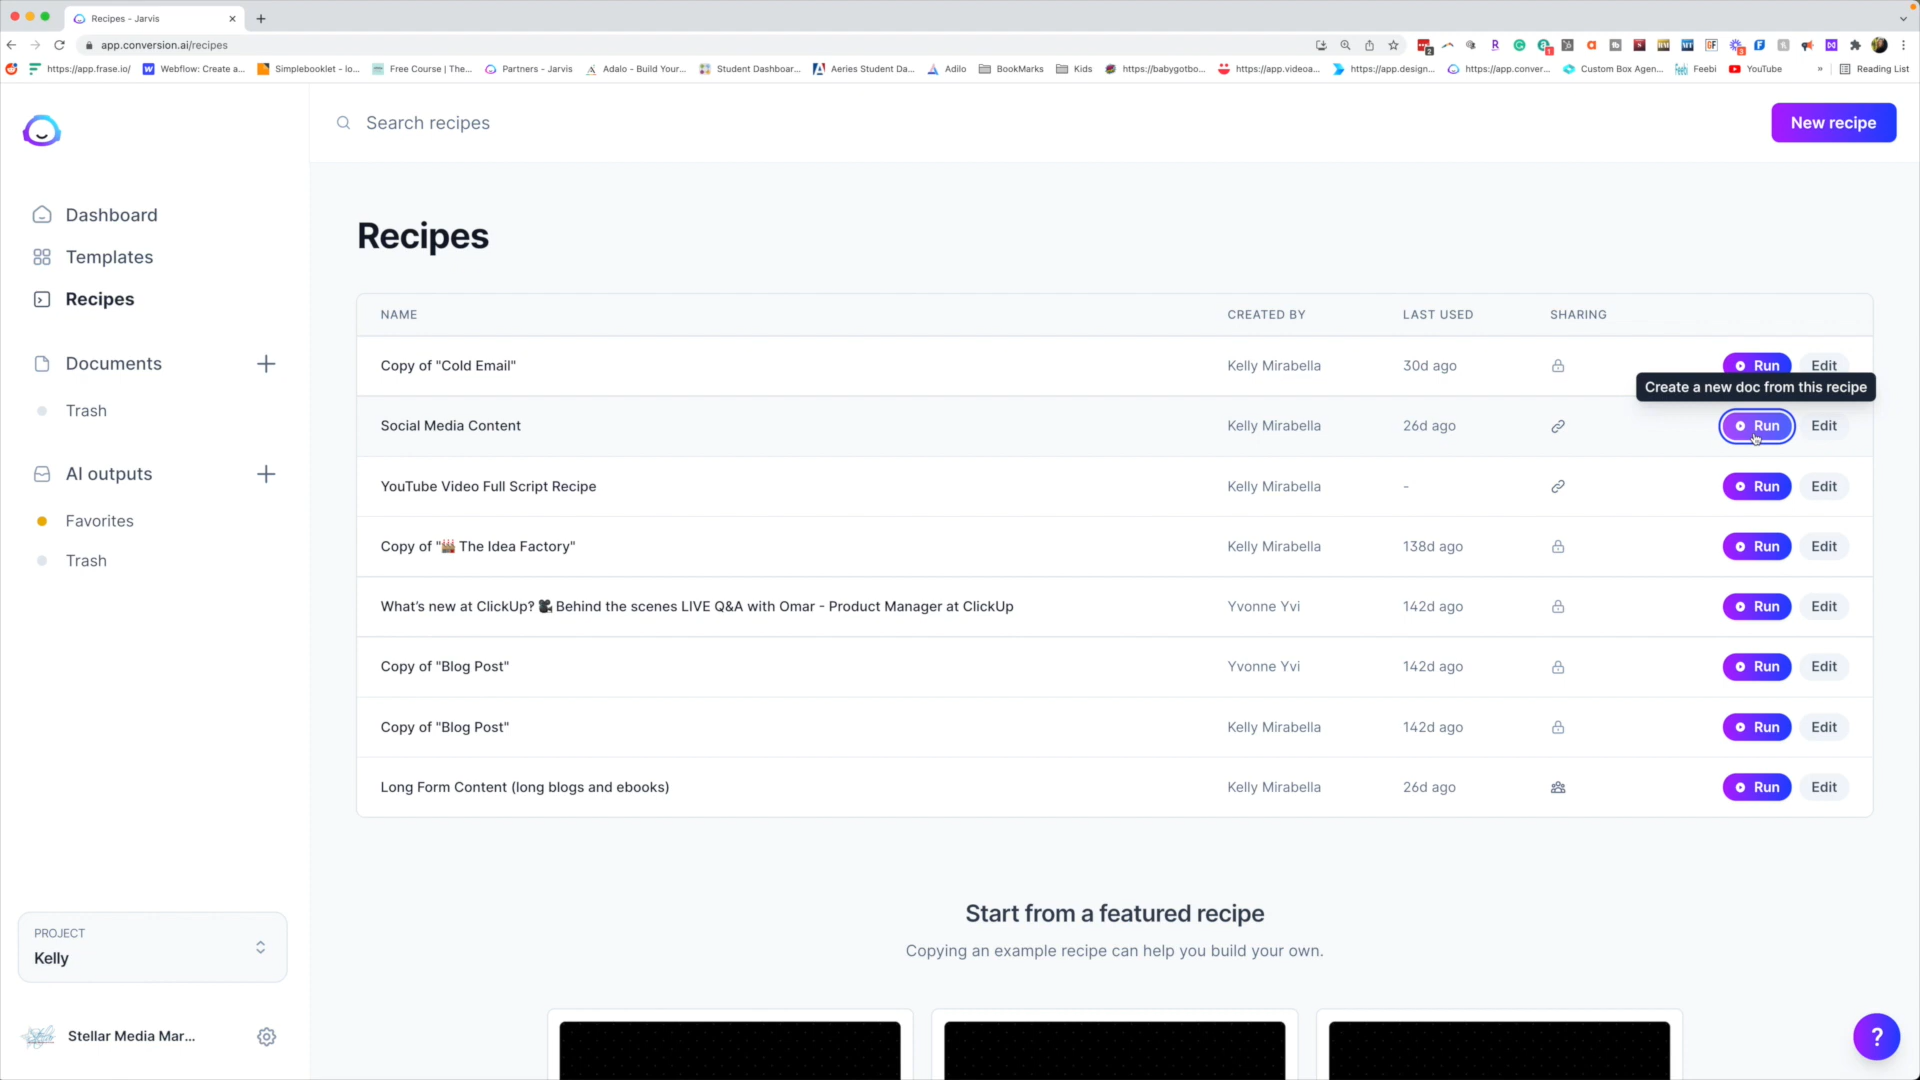 Recipes - Jarvis
app.conversion.ai/recipes
https://app.frase.io/
Webflow: Create a...
Simplebooklet - lo...
Free Course | The...
Partners - Jarvis
Adalo - Build Your...
Student Dashboar...
Aeries Student Da...
Adilo
BookMarks
Kids
https://babygotbo...
https://app.videoa...
https://app.design...
https://app.conver...
Custom Box Agen...
Feebi
YouTube
»
Reading List
Search recipes
New recipe
Dashboard
Templates
Recipes
Documents
Trash
AI outputs
Favorites
Trash
Recipes
NAME CREATED BY LAST USED SHARING
Copy of "Cold Email" Kelly Mirabella 30d ago Run Edit
Create a new doc from this recipe
Social Media Content Kelly Mirabella 26d ago Run Edit
YouTube Video Full Script Recipe Kelly Mirabella - Run Edit
Copy of "🏭 The Idea Factory" Kelly Mirabella 138d ago Run Edit
What's new at ClickUp? 🎥 Behind the scenes LIVE Q&A with Omar - Product Manager at ClickUp Yvonne Yvi 142d ago Run Edit
Copy of "Blog Post" Yvonne Yvi 142d ago Run Edit
Copy of "Blog Post" Kelly Mirabella 142d ago Run Edit
Long Form Content (long blogs and ebooks) Kelly Mirabella 26d ago Run Edit
Start from a featured recipe
Copying an example recipe can help you build your own.
PROJECT
Kelly
Stellar Media Mar...
?